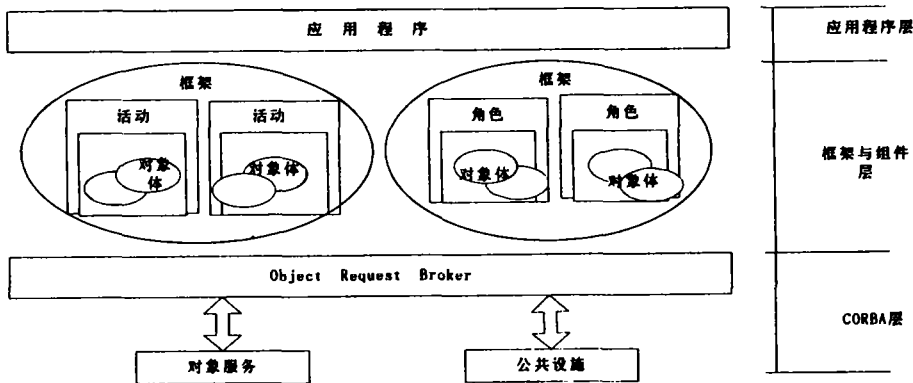 应用程序
应用程序层
框架
框架
活动
活动
角色
角色
对象
体
对象体
对象体
对象体
框架与组件
层
Object Request Broker
CORBA层
对象服务
公共设施